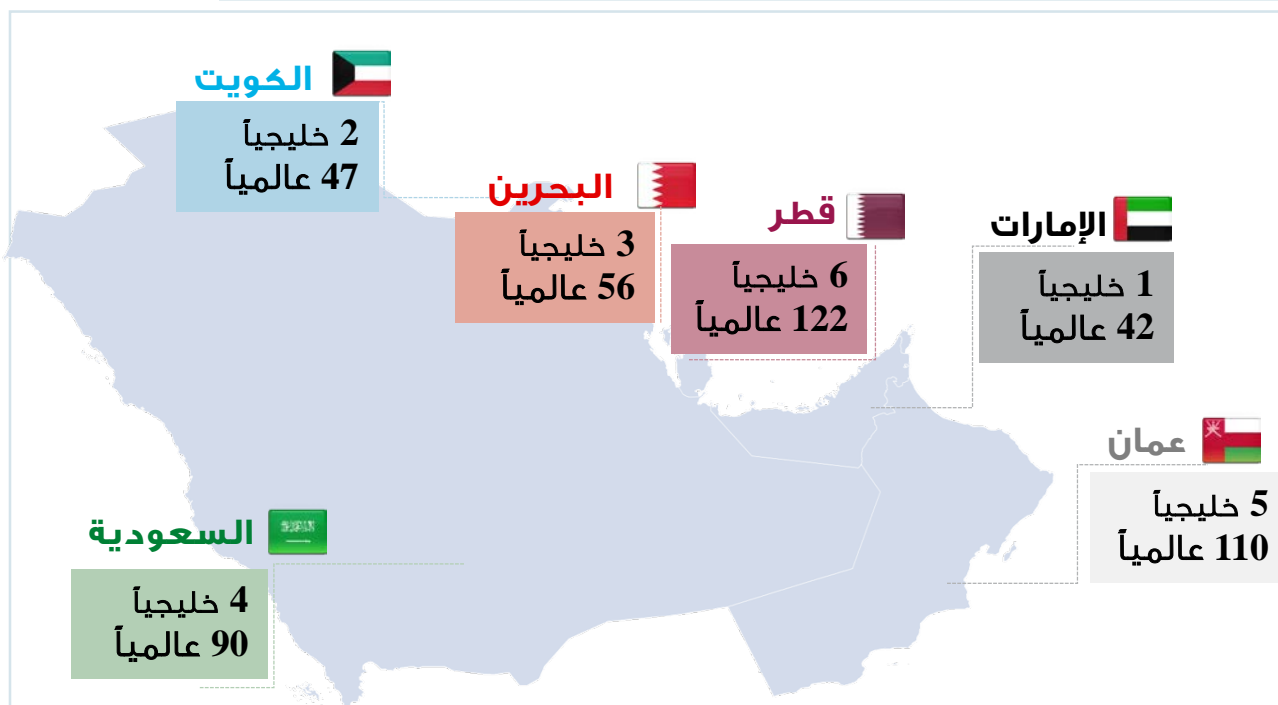 الكويت
2 خليجياً
47 عالمياً
البحرين
3 خليجياً
56 عالمياً
قطر
6 خليجياً
122 عالمياً
الإمارات
1 خليجياً
42 عالمياً
عمان
5 خليجياً
110 عالمياً
السعودية
4 خليجياً
90 عالمياً